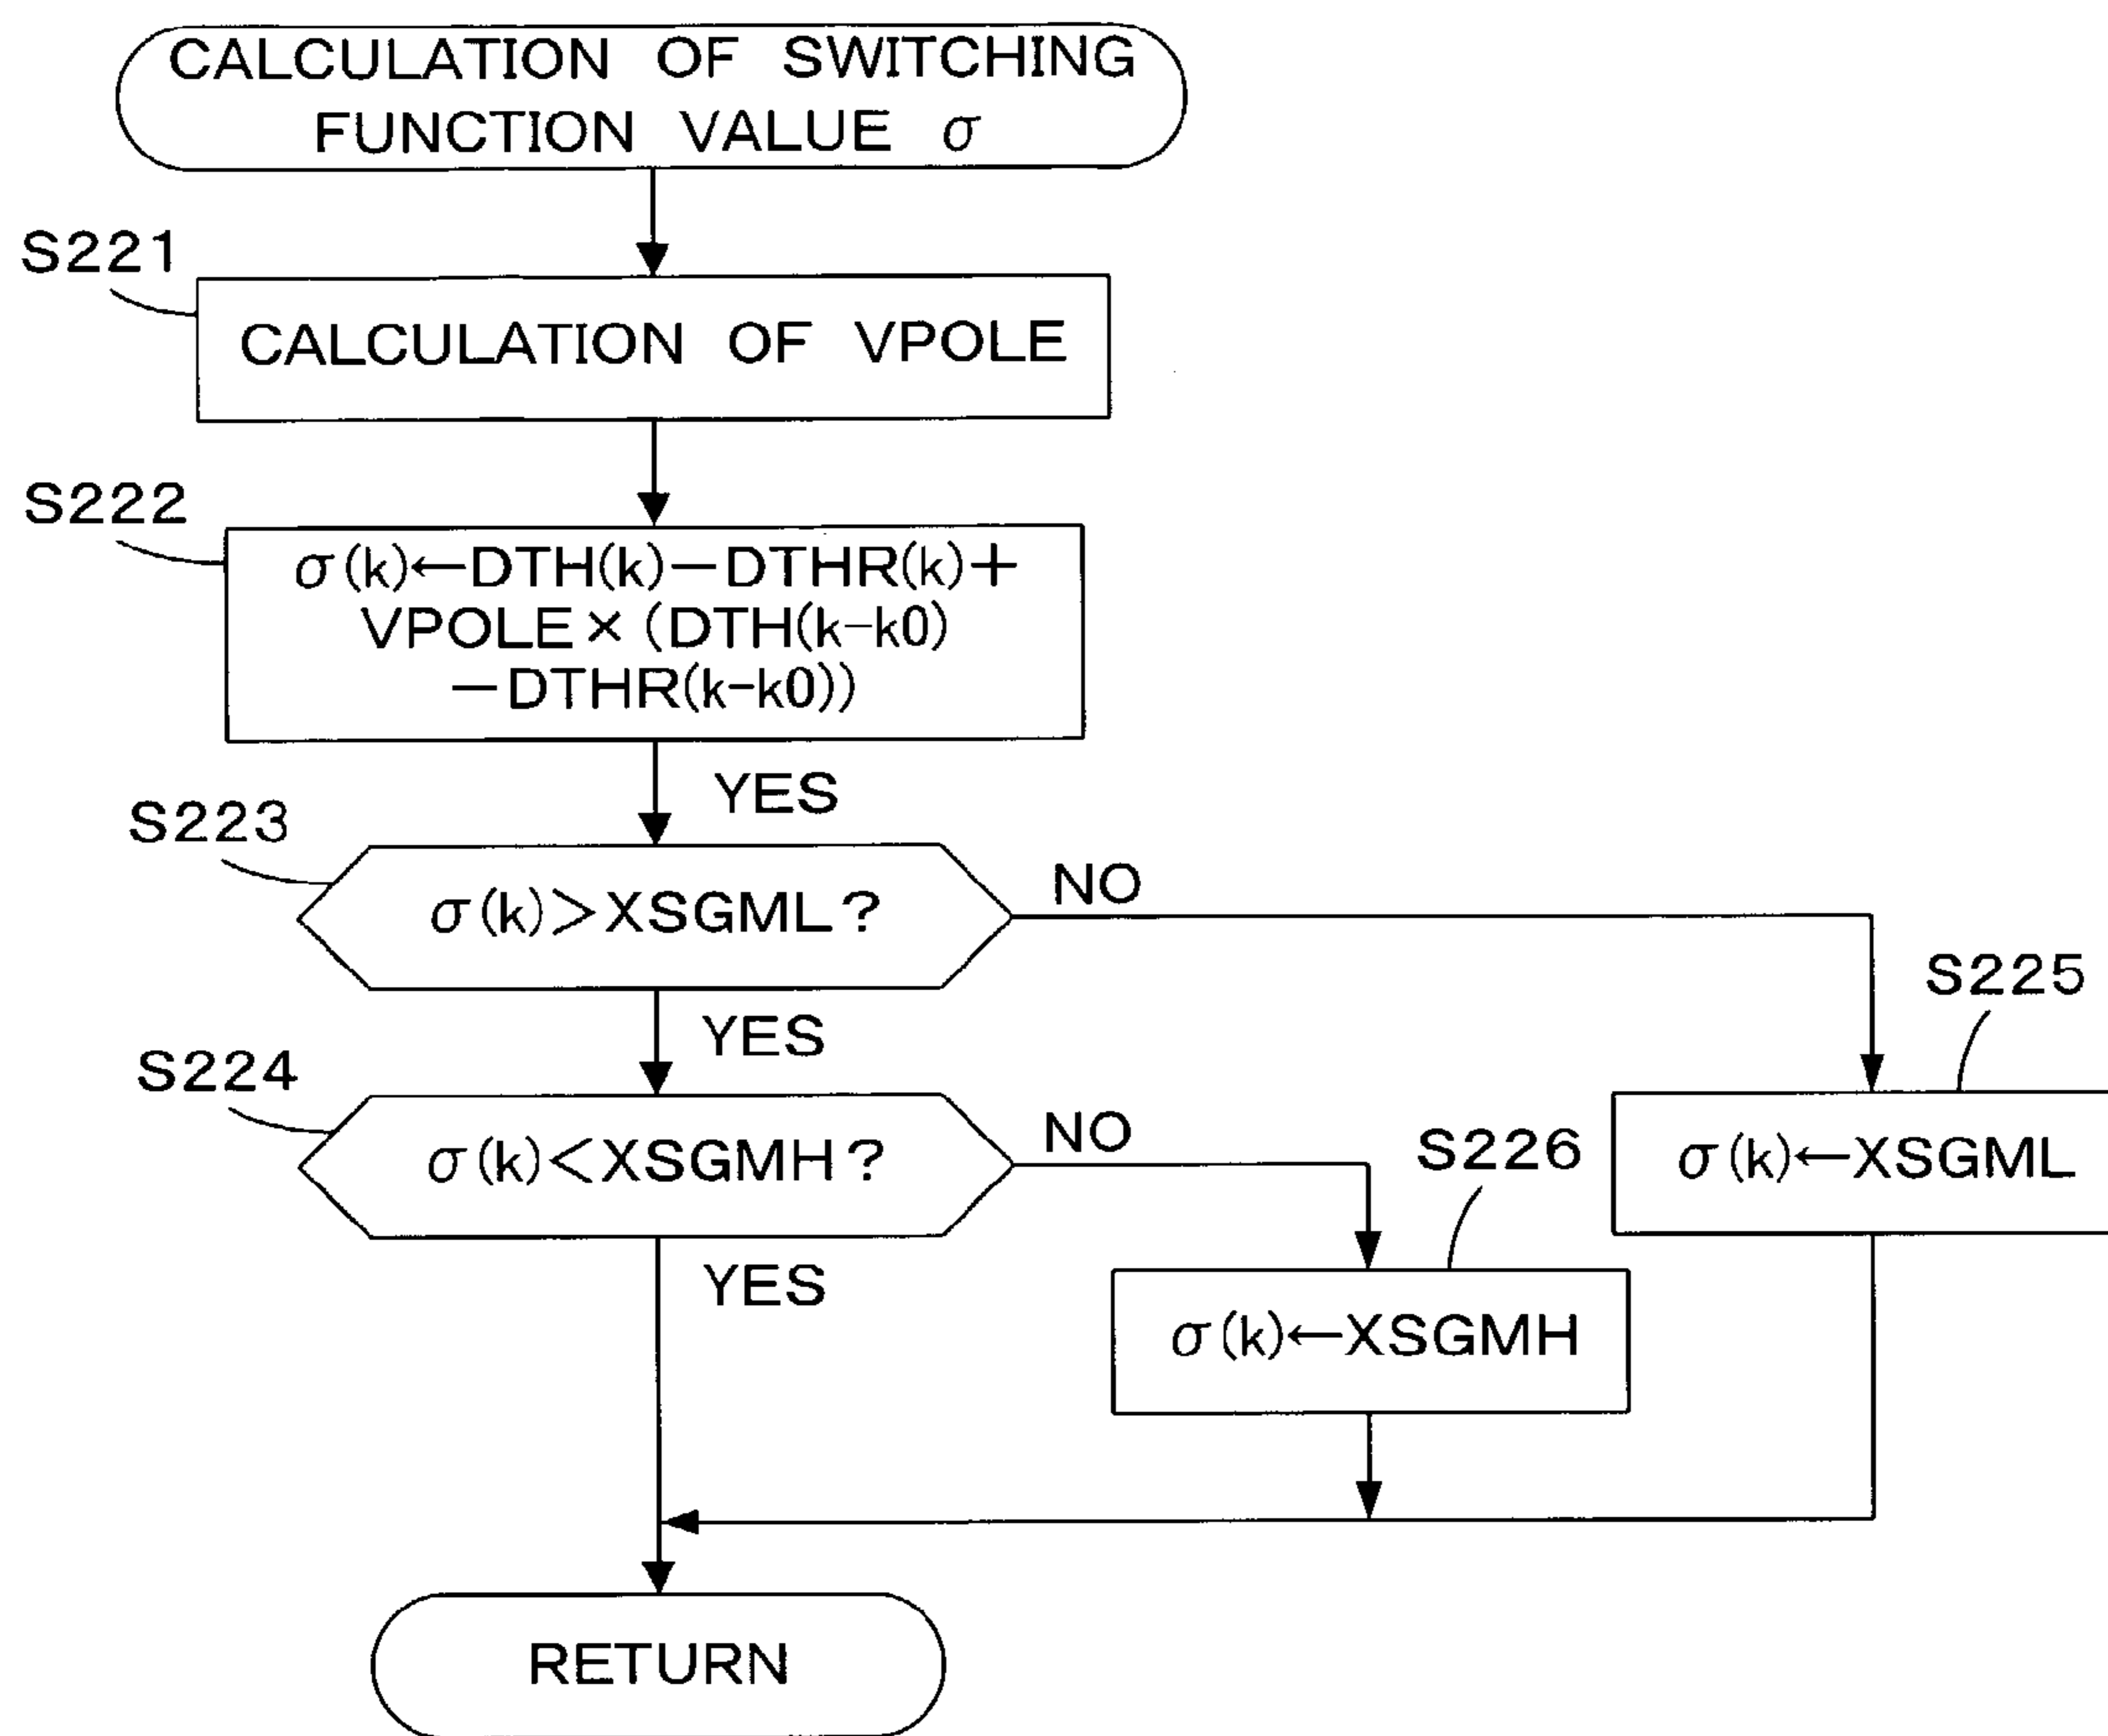 CALCULATION OF SWITCHING
FUNCTION VALUE σ
S221
CALCULATION OF VPOLE
S222
σ(k)←DTH(k)−DTHR(k)+
VPOLE×(DTH(k-k0)
−DTHR(k-k0))
YES
S223
σ(k)>XSGML?
NO
YES
S225
σ(k)←XSGML
S224
σ(k)<XSGMH?
NO
YES
S226
σ(k)←XSGMH
RETURN